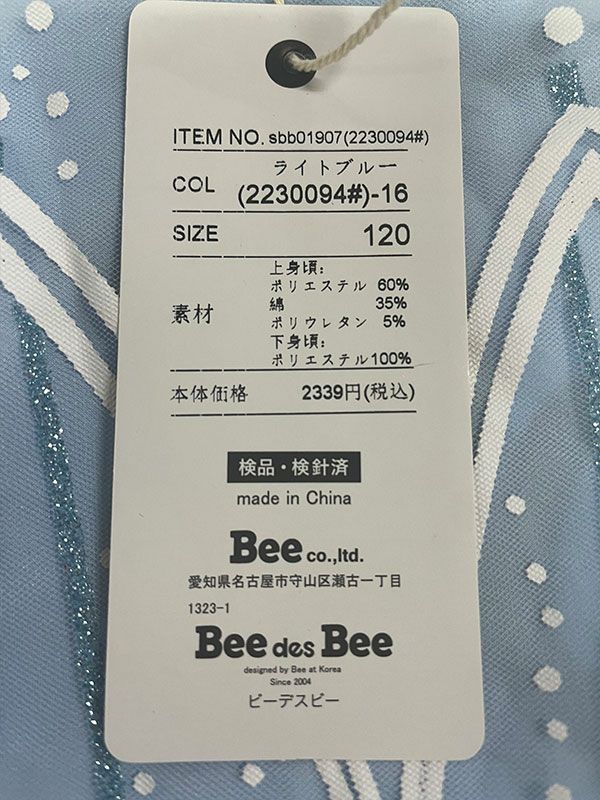 ITEM NO. sbb01907(2230094#)
COL ライトブルー
(2230094#)-16
SIZE 120
素材
上身頃:
ポリエステル 60%
綿 35%
ポリウレタン 5%
下身頃:
ポリエステル100%
本体価格 2339円(税込)
検品・検針済
made in China
Bee co.,ltd.
愛知県名古屋市守山区瀬古一丁目
1323-1
Bee des Bee
designed by Bee at Korea
Since 2004
ビーデスビー